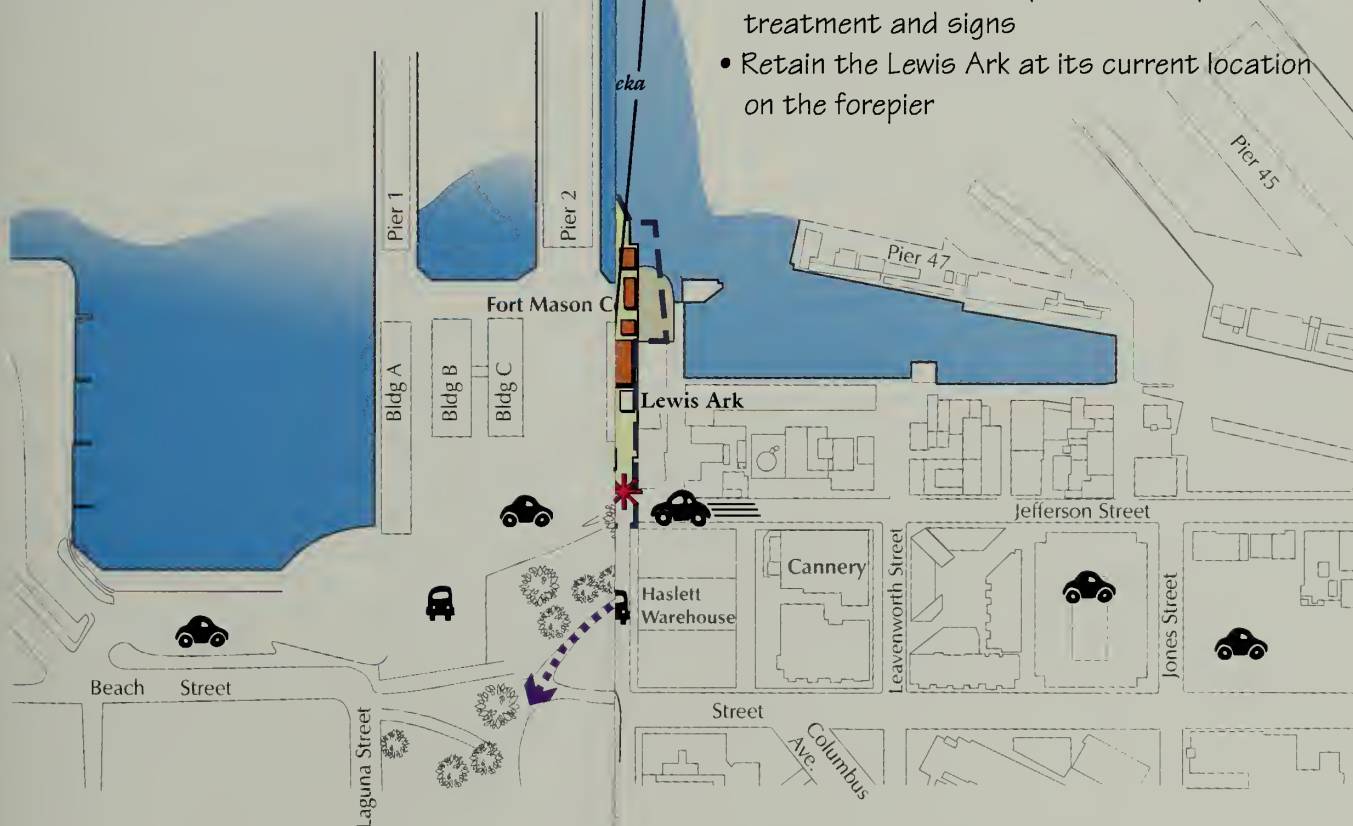 treatment and signs
• Retain the Lewis Ark at its current location
on the forepier
eka
Pier 1
Pier 2
Pier 45
Pier 47
Fort Mason C
Bldg A
Bldg B
Bldg C
Lewis Ark
Jefferson Street
Cannery
Haslett
Warehouse
Leavenworth Street
Jones Street
Beach Street
Street
Laguna Street
Columbus
Ave.